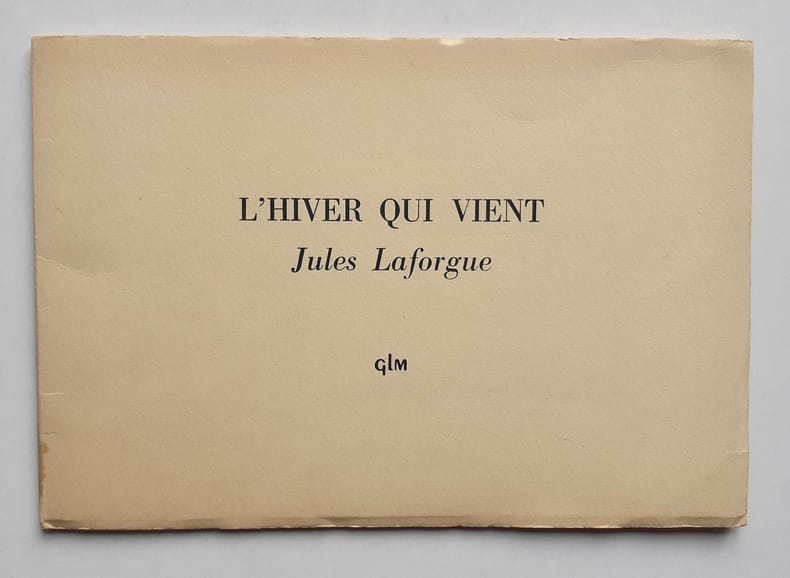 L'HIVER QUI VIENT
Jules Laforgue
GLM